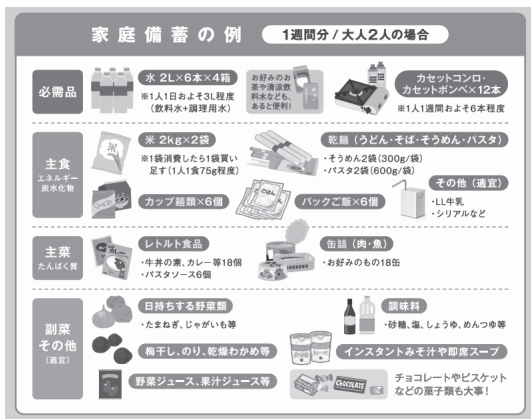 家庭備蓄の例
1週間分/大人2人の場合
必需品
水 2L×6本×4箱
※1人1日およそ3L程度
(飲料水+調理用水)
お好みのお
茶や清涼飲
料水なども、
あると便利!
カセットコンロ・
カセットボンベ×12本
※1人1週間およそ6本程度
主食
エネルギー
炭水化物
米 2kg×2袋
※1袋消費したら1袋買い
足す(1人1食75g程度)
乾麺(うどん・そば・そうめん・パスタ)
・そうめん2袋(300g/袋)
・パスタ2袋(600g/袋)
カップ麺類×6個
パックご飯×6個
その他(適宜)
・LL牛乳
・シリアルなど
主菜
たんぱく質
レトルト食品
・牛丼の素、カレー等18個
・パスタソース6個
缶詰(肉・魚)
・お好みのもの18缶
副菜
その他
(適宜)
日持ちする野菜類
・たまねぎ、じゃがいも等
調味料
・砂糖、塩、しょうゆ、めんつゆ等
梅干し、のり、乾燥わかめ等
インスタントみそ汁や即席スープ
野菜ジュース、果汁ジュース等
CHOCOLATE
チョコレートやビスケット
などの菓子類も大事!